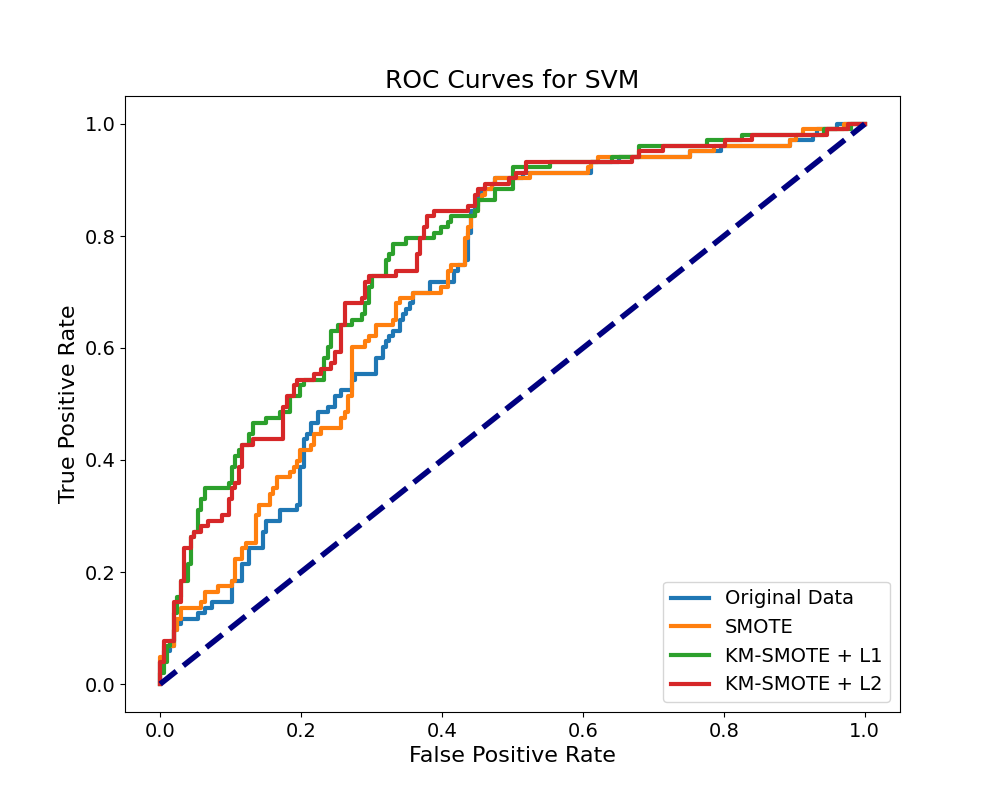 ROC Curves for SVM
True Positive Rate
1.0
0.8
0.6
0.4
0.2
0.0
0.0 0.2 0.4 0.6 0.8 1.0
False Positive Rate
Original Data
SMOTE
KM-SMOTE + L1
KM-SMOTE + L2